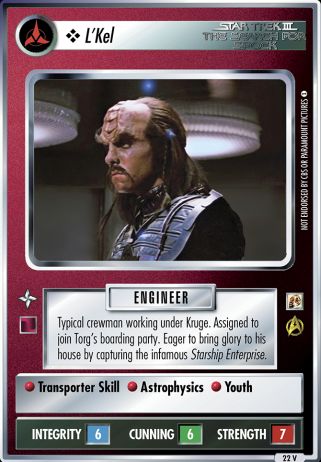 ❖ L'Kel
STAR TREK III
THE SEARCH FOR
SPOCK
NOT ENDORSED BY CBS OR PARAMOUNT PICTURES
ENGINEER
Typical crewman working under Kruge. Assigned to
join Torg's boarding party. Eager to bring glory to his
house by capturing the infamous Starship Enterprise.
Transporter Skill Astrophysics Youth
INTEGRITY 6 CUNNING 6 STRENGTH 7
22 V